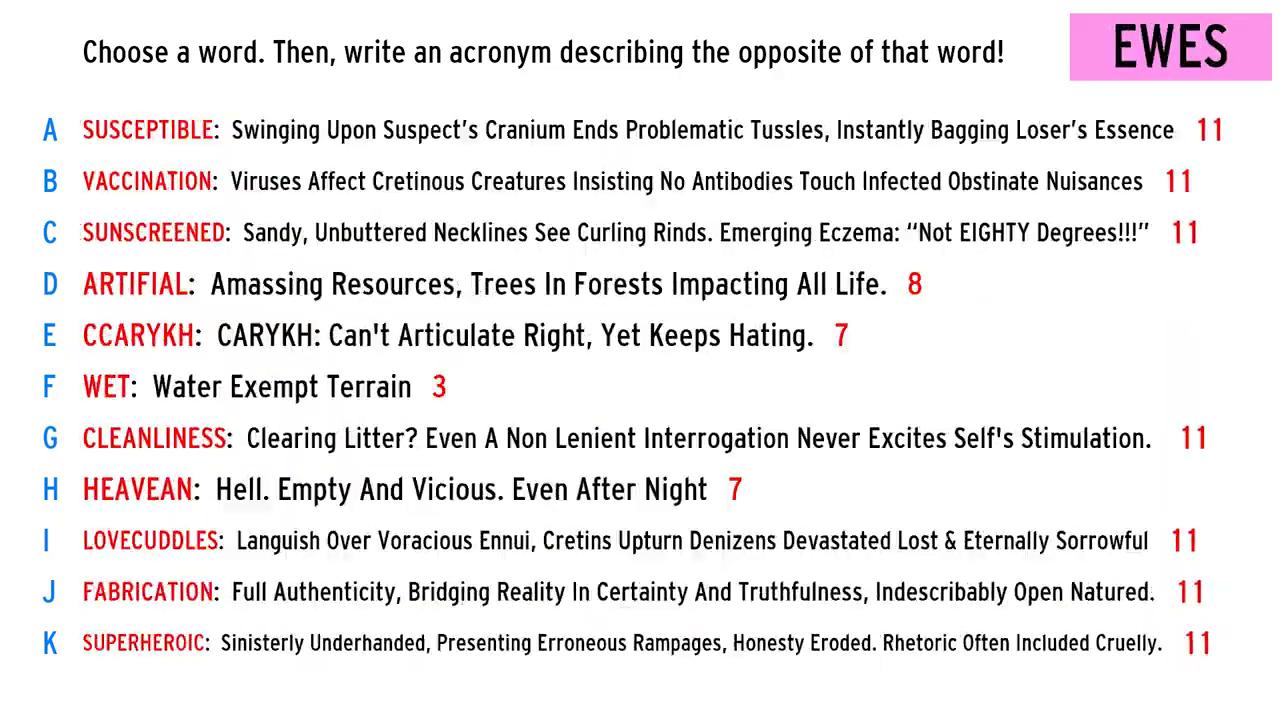 Choose a word. Then, write an acronym describing the opposite of that word!
EWES
A SUSCEPTIBLE: Swinging Upon Suspect's Cranium Ends Problematic Tussles, Instantly Bagging Loser's Essence 11
B VACCINATION: Viruses Affect Cretinous Creatures Insisting No Antibodies Touch Infected Obstinate Nuisances 11
C SUNSCREENED: Sandy, Unbuttered Necklines See Curling Rinds. Emerging Eczema: “Not EIGHTY Degrees!!!” 11
D ARTIFIAL: Amassing Resources, Trees In Forests Impacting All Life. 8
E CCARYKH: CARYKH: Can't Articulate Right, Yet Keeps Hating. 7
F WET: Water Exempt Terrain 3
G CLEANLINESS: Clearing Litter? Even A Non Lenient Interrogation Never Excites Self's Stimulation. 11
H HEAVEAN: Hell. Empty And Vicious. Even After Night 7
I LOVECUDDLES: Languish Over Voracious Ennui, Cretins Upturn Denizens Devastated Lost & Eternally Sorrowful 11
J FABRICATION: Full Authenticity, Bridging Reality In Certainty And Truthfulness, Indescribably Open Natured. 11
K SUPERHEROIC: Sinisterly Underhanded, Presenting Erroneous Rampages, Honesty Eroded. Rhetoric Often Included Cruelly. 11